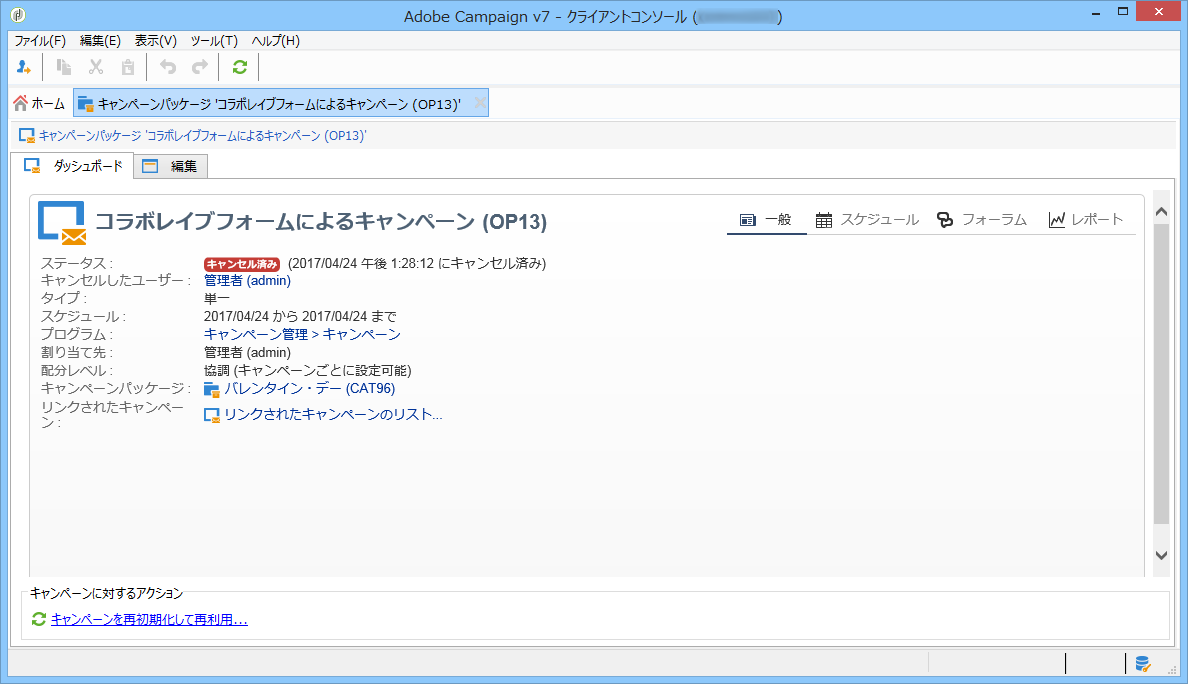 Adobe Campaign v7 - クライアントコンソール ( )
ファイル(F) 編集(E) 表示(V) ツール(T) ヘルプ(H)
ホーム キャンペーンパッケージ 'コラボレイブフォームによるキャンペーン (OP13)'
キャンペーンパッケージ 'コラボレイブフォームによるキャンペーン (OP13)'
ダッシュボード 編集
コラボレイブフォームによるキャンペーン (OP13)
一般 スケジュール フォーラム レポート
ステータス : キャンセル済み (2017/04/24 午後 1:28:12 にキャンセル済み)
キャンセルしたユーザー : 管理者 (admin)
タイプ : 単一
スケジュール : 2017/04/24 から 2017/04/24 まで
プログラム : キャンペーン管理 > キャンペーン
割り当て先 : 管理者 (admin)
配分レベル : 協調 (キャンペーンごとに設定可能)
キャンペーンパッケージ : バレンタイン・デー (CAT96)
リンクされたキャンペー
ン : リンクされたキャンペーンのリスト...
キャンペーンに対するアクション
キャンペーンを再初期化して再利用...